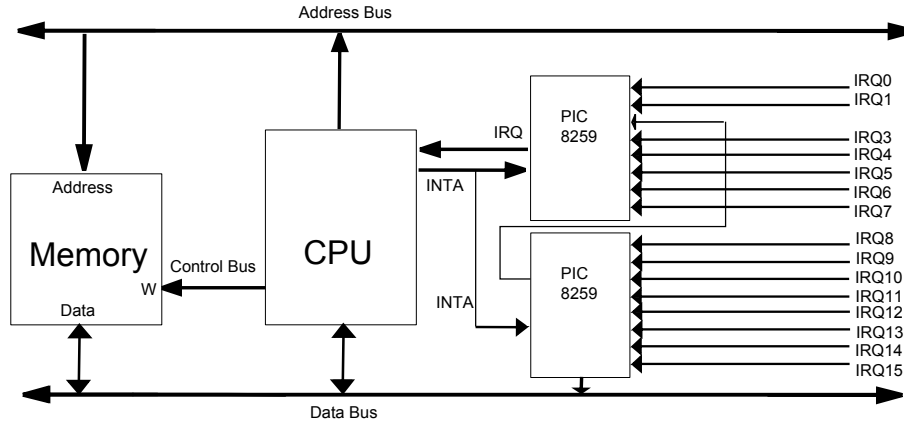 Address Bus
IRQ0
IRQ1
PIC
8259
IRQ
IRQ3
IRQ4
IRQ5
IRQ6
IRQ7
INTA
Address
Memory
CPU
Control Bus
W
Data
INTA
PIC
8259
IRQ8
IRQ9
IRQ10
IRQ11
IRQ12
IRQ13
IRQ14
IRQ15
Data Bus